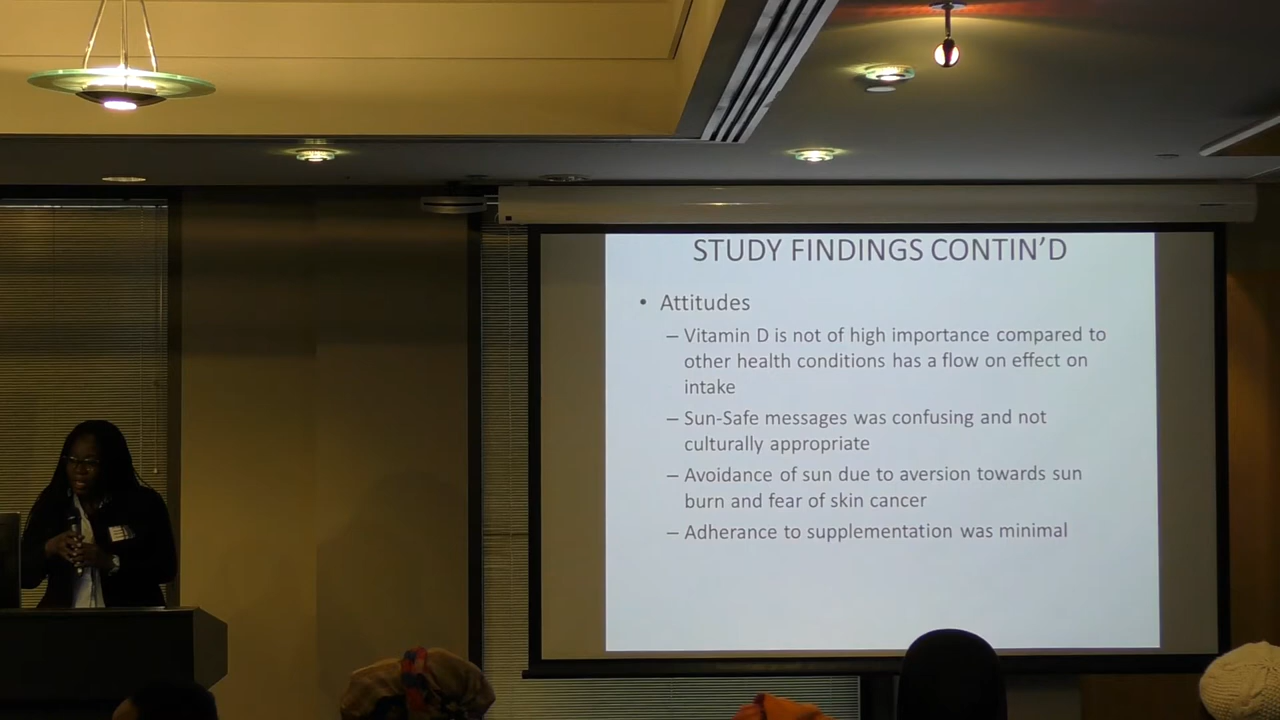 STUDY FINDINGS CONTIN’D
• Attitudes
– Vitamin D is not of high importance compared to
other health conditions has a flow on effect on
intake
– Sun-Safe messages was confusing and not
culturally appropriate
– Avoidance of sun due to aversion towards sun
burn and fear of skin cancer
– Adherance to supplementation was minimal